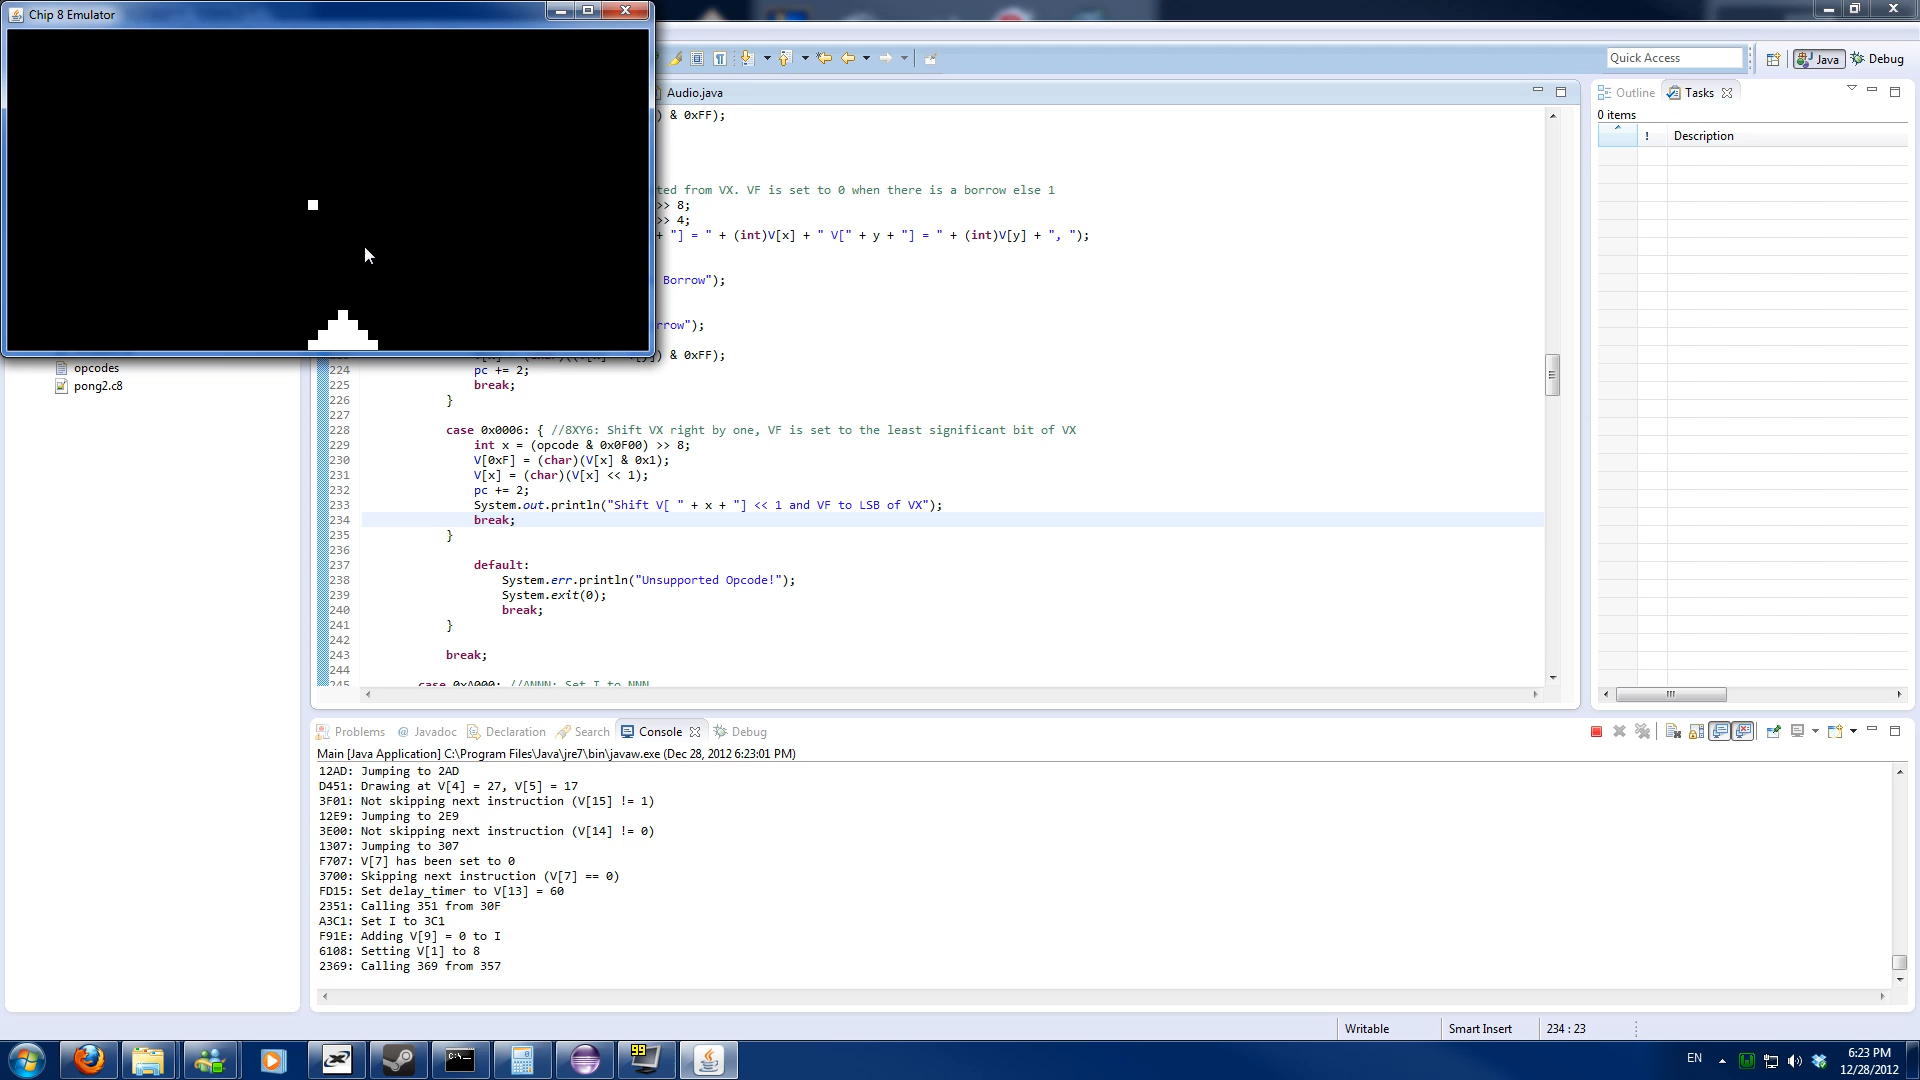 Chip 8 Emulator
Quick Access
Java
Debug
Audio.java
) & 0xFF);
ted from VX. VF is set to 0 when there is a borrow else 1
>> 8;
>> 4;
+ "] = " + (int)V[x] + " V[" + y + "] = " + (int)V[y] + ", ");
Borrow");
rrow");
& 0xFF);
224 pc += 2;
225 break;
226 }
227
228 case 0x0006: { //8XY6: Shift VX right by one, VF is set to the least significant bit of VX
229 int x = (opcode & 0x0F00) >> 8;
230 V[0xF] = (char)(V[x] & 0x1);
231 V[x] = (char)(V[x] << 1);
232 pc += 2;
233 System.out.println("Shift V[ " + x + "] << 1 and VF to LSB of VX");
234 break;
235 }
236
237 default:
238 System.err.println("Unsupported Opcode!");
239 System.exit(0);
240 break;
241 }
242
243 break;
244
245 case 0xA000: //ANNN: Set I to NNN
opcodes
pong2.c8
Outline
Tasks
0 items
! Description
Problems
@ Javadoc
Declaration
Search
Console
Debug
Main [Java Application] C:\Program Files\Java\jre7\bin\javaw.exe (Dec 28, 2012 6:23:01 PM)
12AD: Jumping to 2AD
D451: Drawing at V[4] = 27, V[5] = 17
3F01: Not skipping next instruction (V[15] != 1)
12E9: Jumping to 2E9
3E00: Not skipping next instruction (V[14] != 0)
1307: Jumping to 307
F707: V[7] has been set to 0
3700: Skipping next instruction (V[7] == 0)
FD15: Set delay_timer to V[13] = 60
2351: Calling 351 from 30F
A3C1: Set I to 3C1
F91E: Adding V[9] = 0 to I
6108: Setting V[1] to 8
2369: Calling 369 from 357
Writable
Smart Insert
234 : 23
C:\
99
EN
6:23 PM
12/28/2012